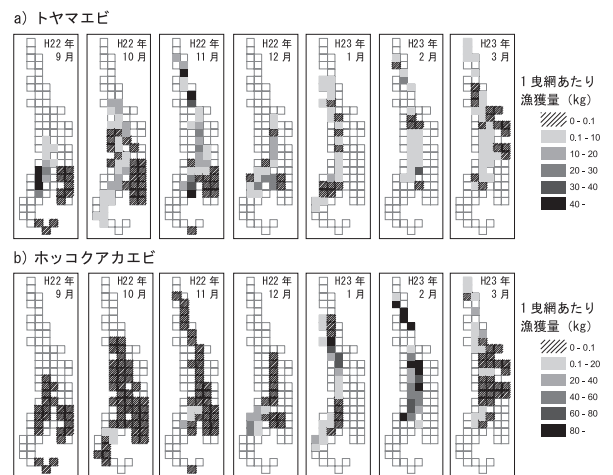 a) トヤマエビ
H22 年
9 月
H22 年
10 月
H22 年
11 月
H22 年
12 月
H23 年
1 月
H23 年
2 月
H23 年
3 月
1 曳網あたり
漁獲量 (kg)
0 - 0.1
0.1 - 10
10 - 20
20 - 30
30 - 40
40 -
b) ホッコクアカエビ
H22 年
9 月
H22 年
10 月
H22 年
11 月
H22 年
12 月
H23 年
1 月
H23 年
2 月
H23 年
3 月
1 曳網あたり
漁獲量 (kg)
0 - 0.1
0.1 - 20
20 - 40
40 - 60
60 - 80
80 -